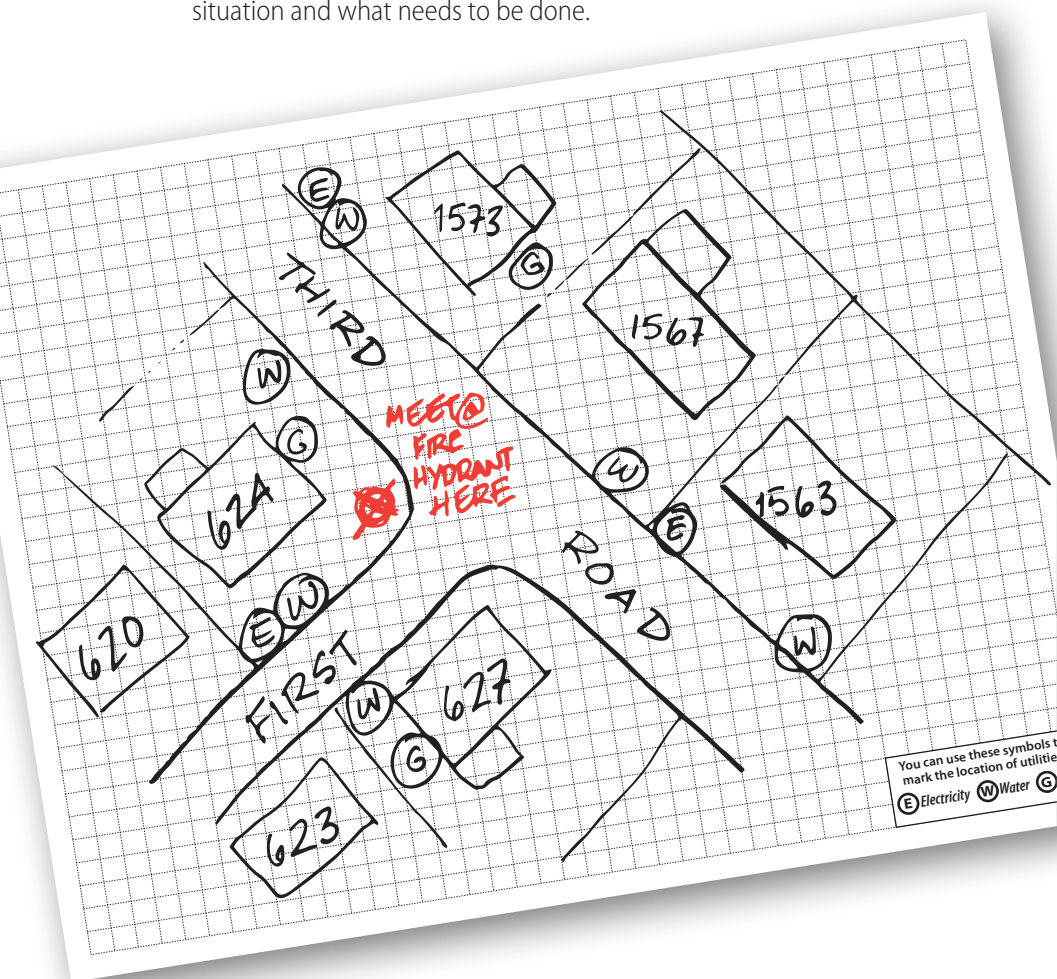 situation and what needs to be done.
E
W
1573
G
THIRD
1567
W
G
MEET@
FIRE
HYDRANT
HERE
624
W
E
1563
ROAD
W
E
W
620
FIRST
W
627
G
623
You can use these symbols t
mark the location of utilitie
E Electricity W Water G